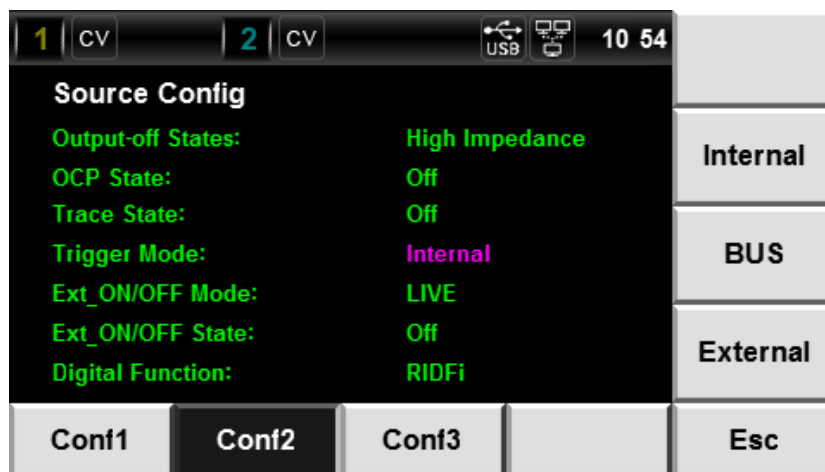 1 CV 2 CV USB 10 54
Source Config
Output-off States: High Impedance
OCP State: Off
Trace State: Off
Trigger Mode: Internal
Ext_ON/OFF Mode: LIVE
Ext_ON/OFF State: Off
Digital Function: RIDFi
Internal
BUS
External
Conf1 Conf2 Conf3 Esc